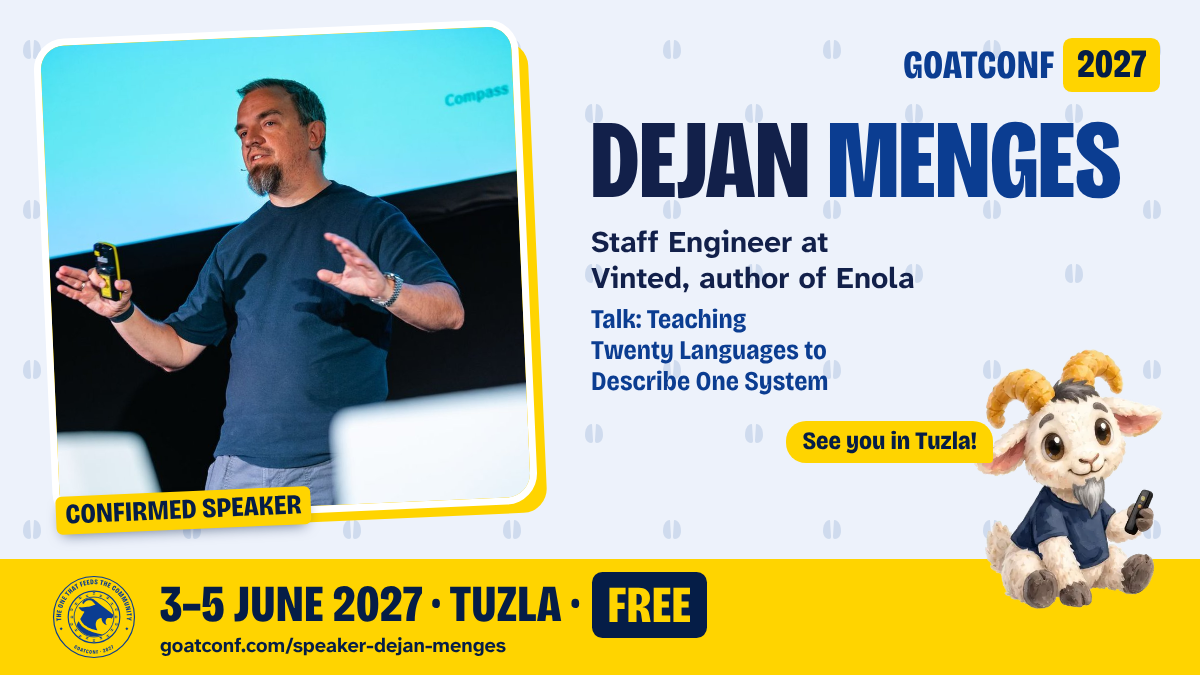 Compass
GOATCONF 2027
DEJAN MENGES
Staff Engineer at
Vinted, author of Enola
Talk: Teaching
Twenty Languages to
Describe One System
See you in Tuzla!
CONFIRMED SPEAKER
THE ONE THAT FEEDS THE COMMUNITY
GOATCONF · 2027
3–5 JUNE 2027 · TUZLA · FREE
goatconf.com/speaker-dejan-menges